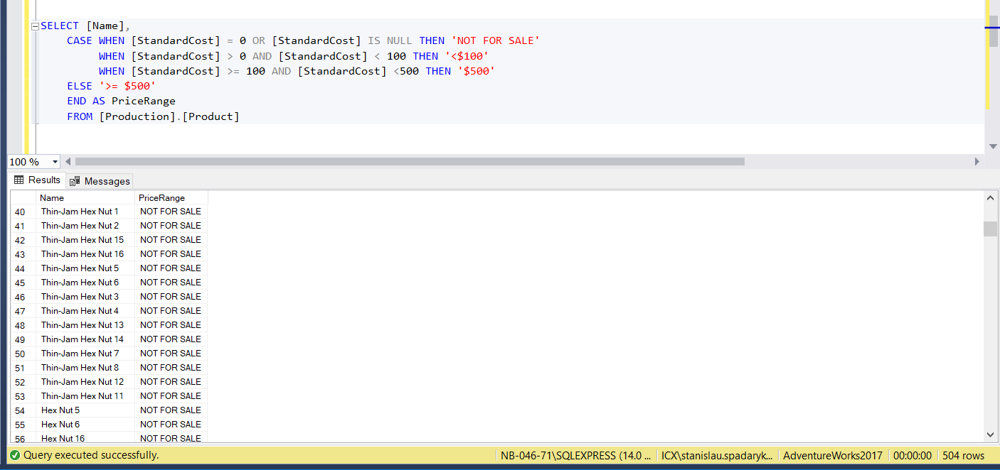 SELECT [Name],
CASE WHEN [StandardCost] = 0 OR [StandardCost] IS NULL THEN 'NOT FOR SALE'
WHEN [StandardCost] > 0 AND [StandardCost] < 100 THEN '<$100'
WHEN [StandardCost] >= 100 AND [StandardCost] <500 THEN '$500'
ELSE '>= $500'
END AS PriceRange
FROM [Production].[Product]
100 %
Results Messages
Name PriceRange
40 Thin-Jam Hex Nut 1 NOT FOR SALE
41 Thin-Jam Hex Nut 2 NOT FOR SALE
42 Thin-Jam Hex Nut 15 NOT FOR SALE
43 Thin-Jam Hex Nut 16 NOT FOR SALE
44 Thin-Jam Hex Nut 5 NOT FOR SALE
45 Thin-Jam Hex Nut 6 NOT FOR SALE
46 Thin-Jam Hex Nut 3 NOT FOR SALE
47 Thin-Jam Hex Nut 4 NOT FOR SALE
48 Thin-Jam Hex Nut 13 NOT FOR SALE
49 Thin-Jam Hex Nut 14 NOT FOR SALE
50 Thin-Jam Hex Nut 7 NOT FOR SALE
51 Thin-Jam Hex Nut 8 NOT FOR SALE
52 Thin-Jam Hex Nut 12 NOT FOR SALE
53 Thin-Jam Hex Nut 11 NOT FOR SALE
54 Hex Nut 5 NOT FOR SALE
55 Hex Nut 6 NOT FOR SALE
56 Hex Nut 16 NOT FOR SALE
Query executed successfully. NB-046-71\SQLEXPRESS (14.0 ... ICX\stanislau.spadaryk... AdventureWorks2017 00:00:00 504 rows